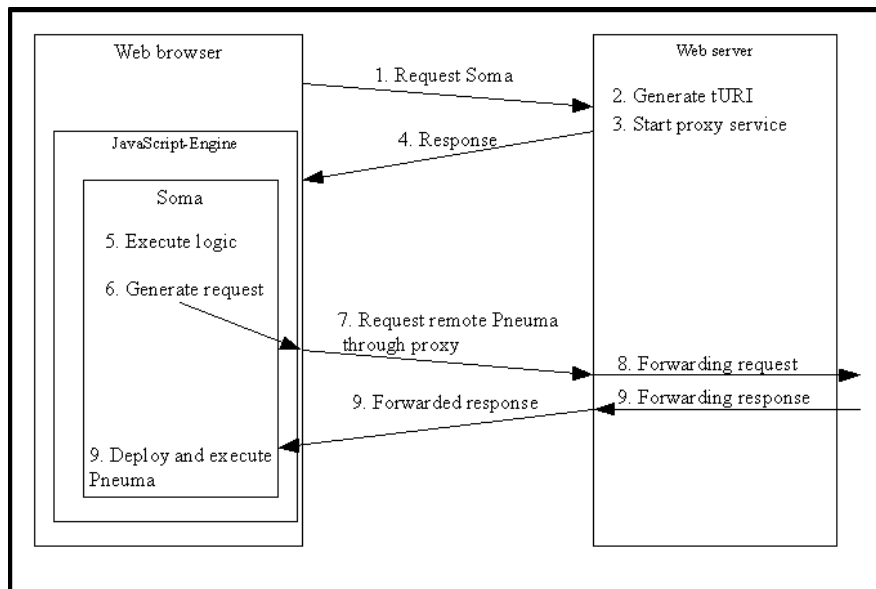 Web browser
Web server
1. Request Soma
2. Generate tURI
3. Start proxy service
JavaScript-Engine
4. Response
Soma
5. Execute logic
6. Generate request
7. Request remote Pneuma
through proxy
8. Forwarding request
9. Forwarded response
9. Forwarding response
9. Deploy and execute
Pneuma